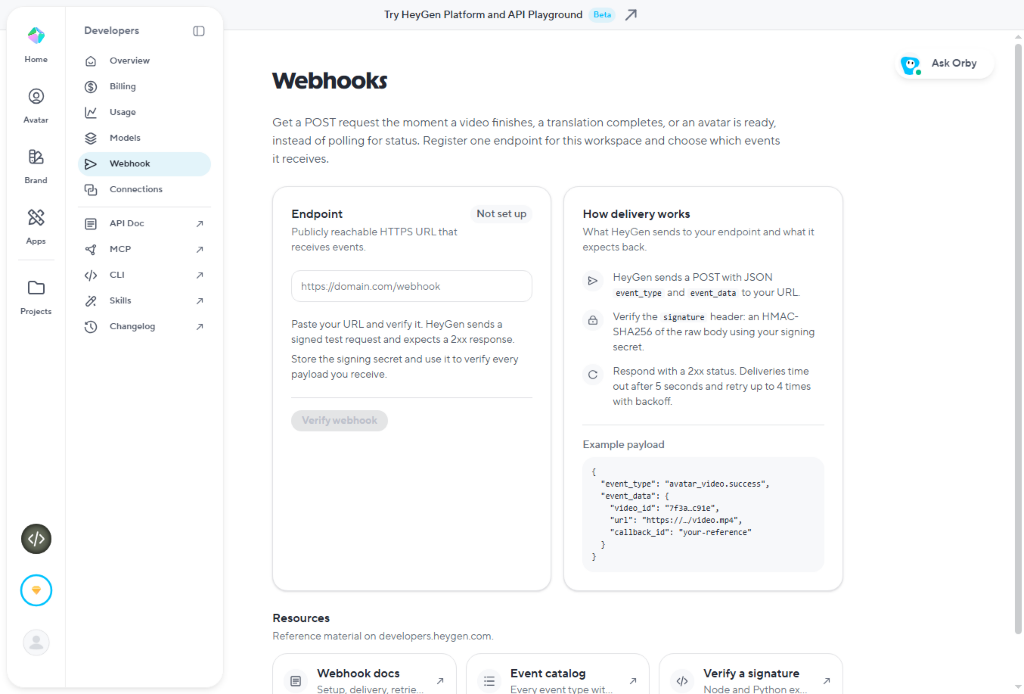 Try HeyGen Platform and API Playground Beta
Home
Avatar
Brand
Apps
Projects
Developers
Overview
Billing
Usage
Models
Webhook
Connections
API Doc
MCP
CLI
Skills
Changelog
Ask Orby
Webhooks
Get a POST request the moment a video finishes, a translation completes, or an avatar is ready,
instead of polling for status. Register one endpoint for this workspace and choose which events
it receives.
Endpoint
Not set up
Publicly reachable HTTPS URL that
receives events.
https://domain.com/webhook
Paste your URL and verify it. HeyGen sends a
signed test request and expects a 2xx response.
Store the signing secret and use it to verify every
payload you receive.
Verify webhook
How delivery works
What HeyGen sends to your endpoint and what it
expects back.
HeyGen sends a POST with JSON
event_type and event_data to your URL.
Verify the signature header: an HMAC-
SHA256 of the raw body using your signing
secret.
Respond with a 2xx status. Deliveries time
out after 5 seconds and retry up to 4 times
with backoff.
Example payload
{
"event_type": "avatar_video.success",
"event_data": {
"video_id": "7f3a…c91e",
"url": "https://…/video.mp4",
"callback_id": "your-reference"
}
}
Resources
Reference material on developers.heygen.com.
Webhook docs
Setup, delivery, retrie...
Event catalog
Every event type wit...
Verify a signature
Node and Python ex...